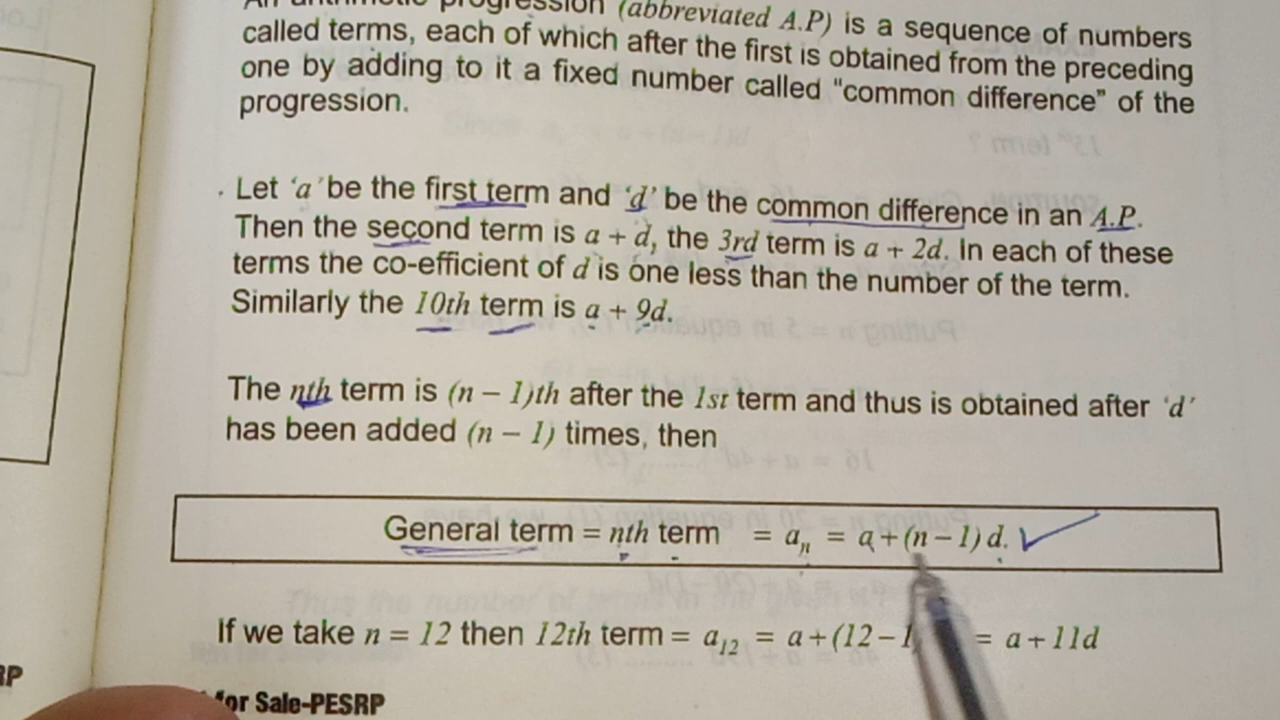 An arithmetic progression (abbreviated A.P) is a sequence of numbers
called terms, each of which after the first is obtained from the preceding
one by adding to it a fixed number called "common difference" of the
progression.
Let 'a' be the first term and 'd' be the common difference in an A.P.
Then the second term is a + d, the 3rd term is a + 2d. In each of these
terms the co-efficient of d is one less than the number of the term.
Similarly the 10th term is a + 9d.
The nth term is (n – 1)th after the 1st term and thus is obtained after 'd'
has been added (n – 1) times, then
General term = nth term = aₙ = a+(n–1) d.
If we take n = 12 then 12th term = a₁₂ = a+(12–1 = a+11d
for Sale-PESRP
RP